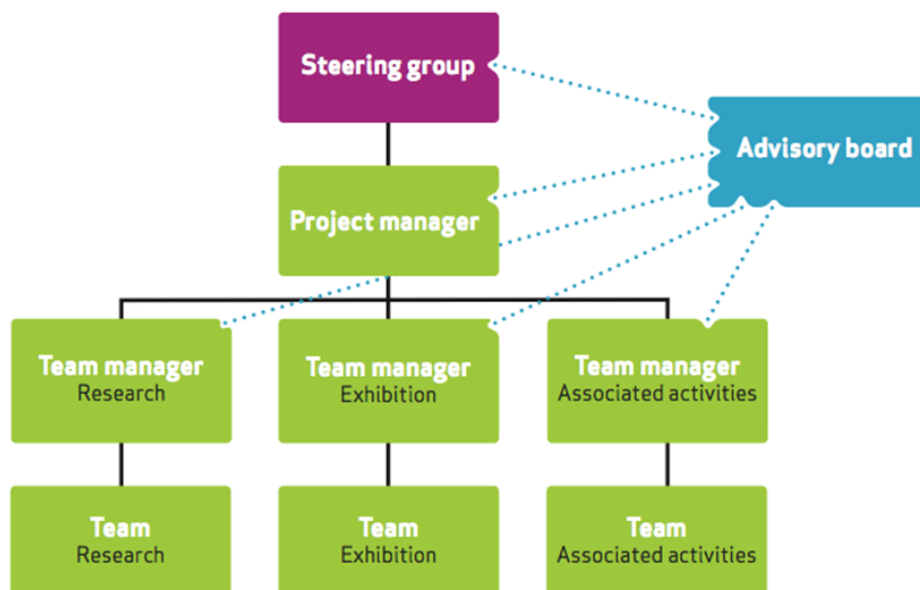 Steering group
Advisory board
Project manager
Team manager
Research
Team manager
Exhibition
Team manager
Associated activities
Team
Research
Team
Exhibition
Team
Associated activities